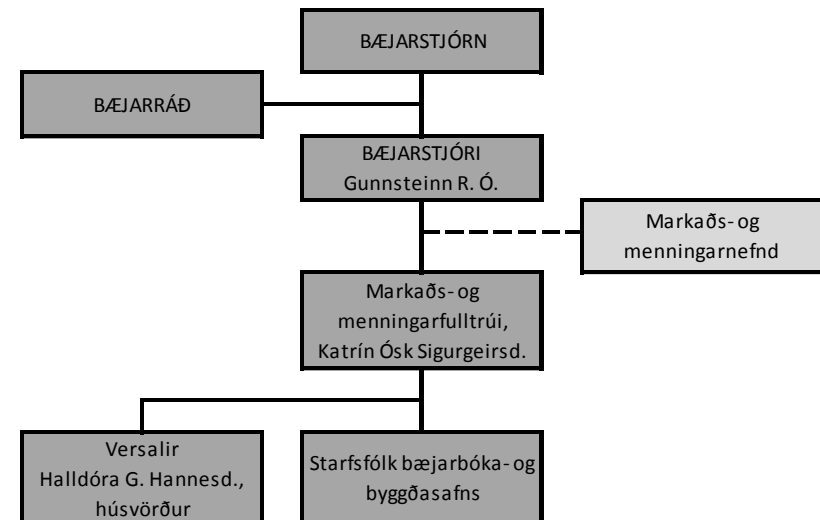 BÆJARSTJÓRN
BÆJARRÁÐ
BÆJARSTJÓRI
Gunnsteinn R. Ó.
Markaðs- og
menningarnefnd
Markaðs- og
menningarfulltrúi,
Katrín Ósk Sigurgeirsd.
Versalir
Halldóra G. Hannesd.,
húsvörður
Starfsfólk bæjarbóka- og
byggðasafns